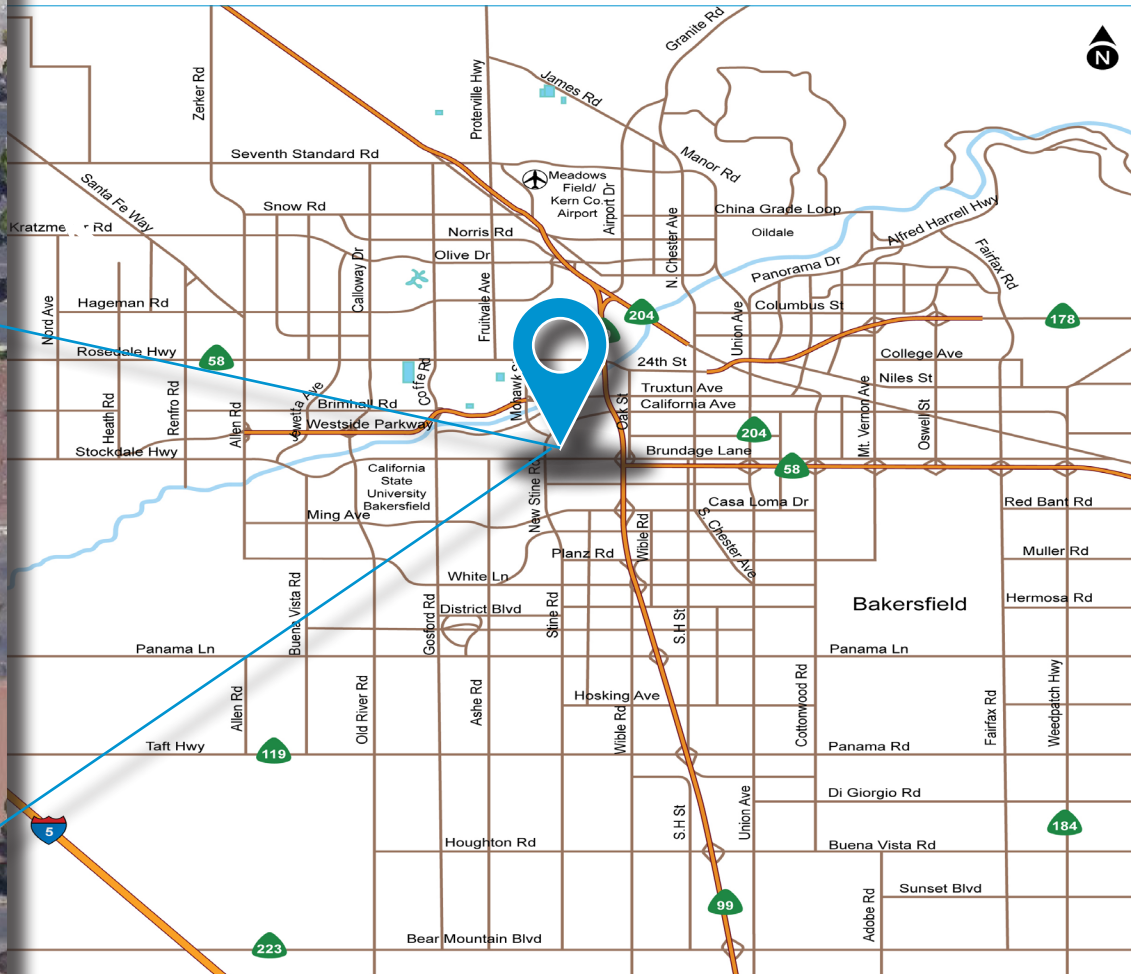 Granite Rd
N
James Rd
Zerker Rd
Proterville Hwy
Seventh Standard Rd
Manor Rd
Meadows
Field/
Kern Co.
Airport
Airport Dr
Santa Fe Way
Snow Rd
N. Chester Ave
China Grade Loop
Alfred Harrell Hwy
Norris Rd
Oildale
Olive Dr
Fairfax Rd
Panorama Dr
Calloway Dr
Hageman Rd
Nord Ave
Fruitvale Ave
Columbus St
Union Ave
204
178
Rosedale Hwy
58
24th St
College Ave
Niles St
Coffe Rd
Truxtun Ave
California Ave
Brimhall Rd
Heath Rd
Renfro Rd
Allen Rd
Jewetta Ave
Westside Parkway
Oak St
204
Mt. Vernon Ave
Oswell St
Stockdale Hwy
Brundage Lane
58
California
State
University
Bakersfield
New Stine Rd
Casa Loma Dr
Red Bant Rd
Ming Ave
Wible Rd
S. Chester Ave
Planz Rd
Muller Rd
White Ln
Buena Vista Rd
Gosford Rd
District Blvd
Stine Rd
S.H St
Bakersfield
Hermosa Rd
Panama Ln
Panama Ln
Allen Rd
Old River Rd
Ashe Rd
Hosking Ave
Wible Rd
Cottonwood Rd
Fairfax Rd
Weedpatch Hwy
Taft Hwy
119
Panama Rd
Di Giorgio Rd
S.H St
Union Ave
5
184
Houghton Rd
Buena Vista Rd
Sunset Blvd
99
Adobe Rd
Bear Mountain Blvd
223